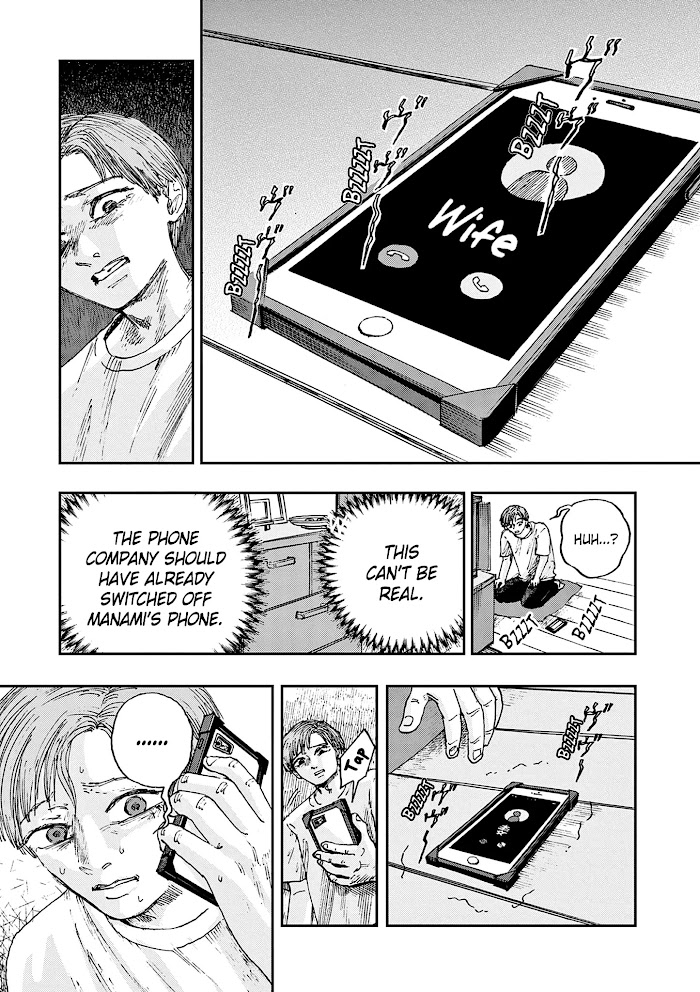 BZZZT
BZZZT
BZZZT
Wife
HUH...?
BZZZT
BZZZT
THIS
CAN'T BE
REAL.
THE PHONE
COMPANY SHOULD
HAVE ALREADY
SWITCHED OFF
MANAMI'S PHONE.
BZZZT
BZZZT
Tap
......